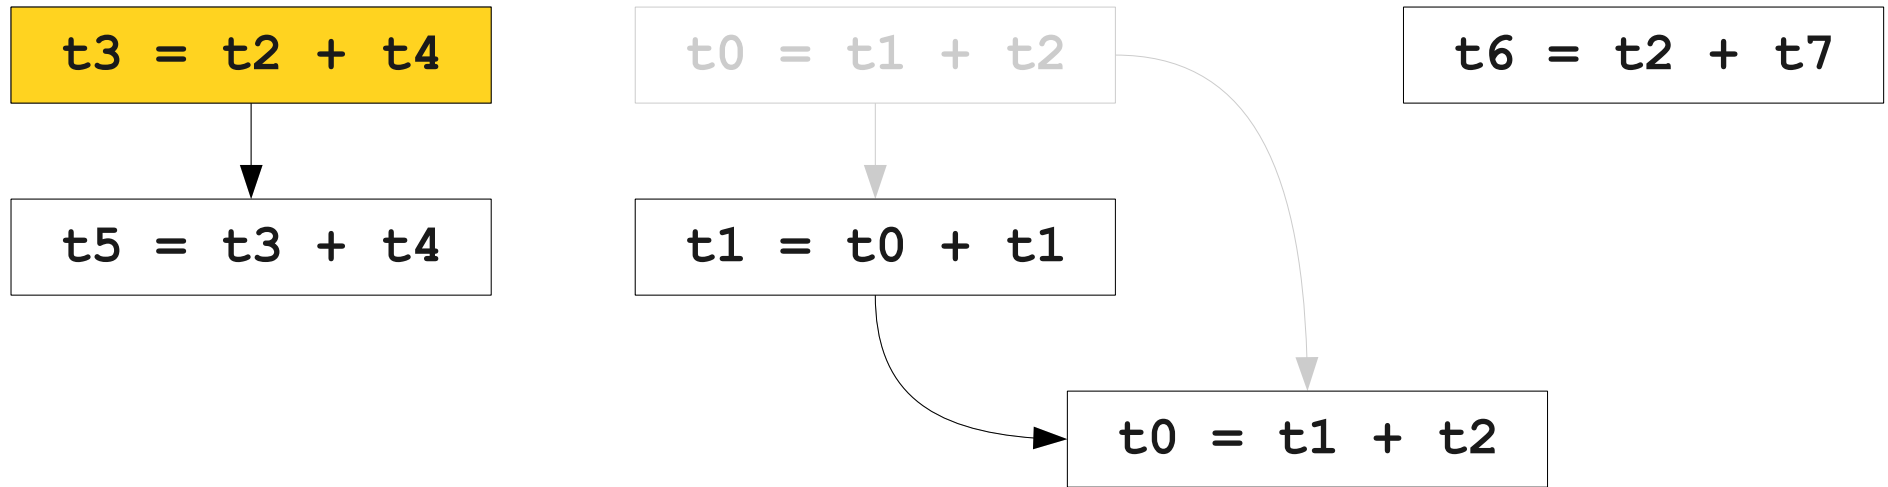 t3 = t2 + t4
t0 = t1 + t2
t6 = t2 + t7
t5 = t3 + t4
t1 = t0 + t1
t0 = t1 + t2